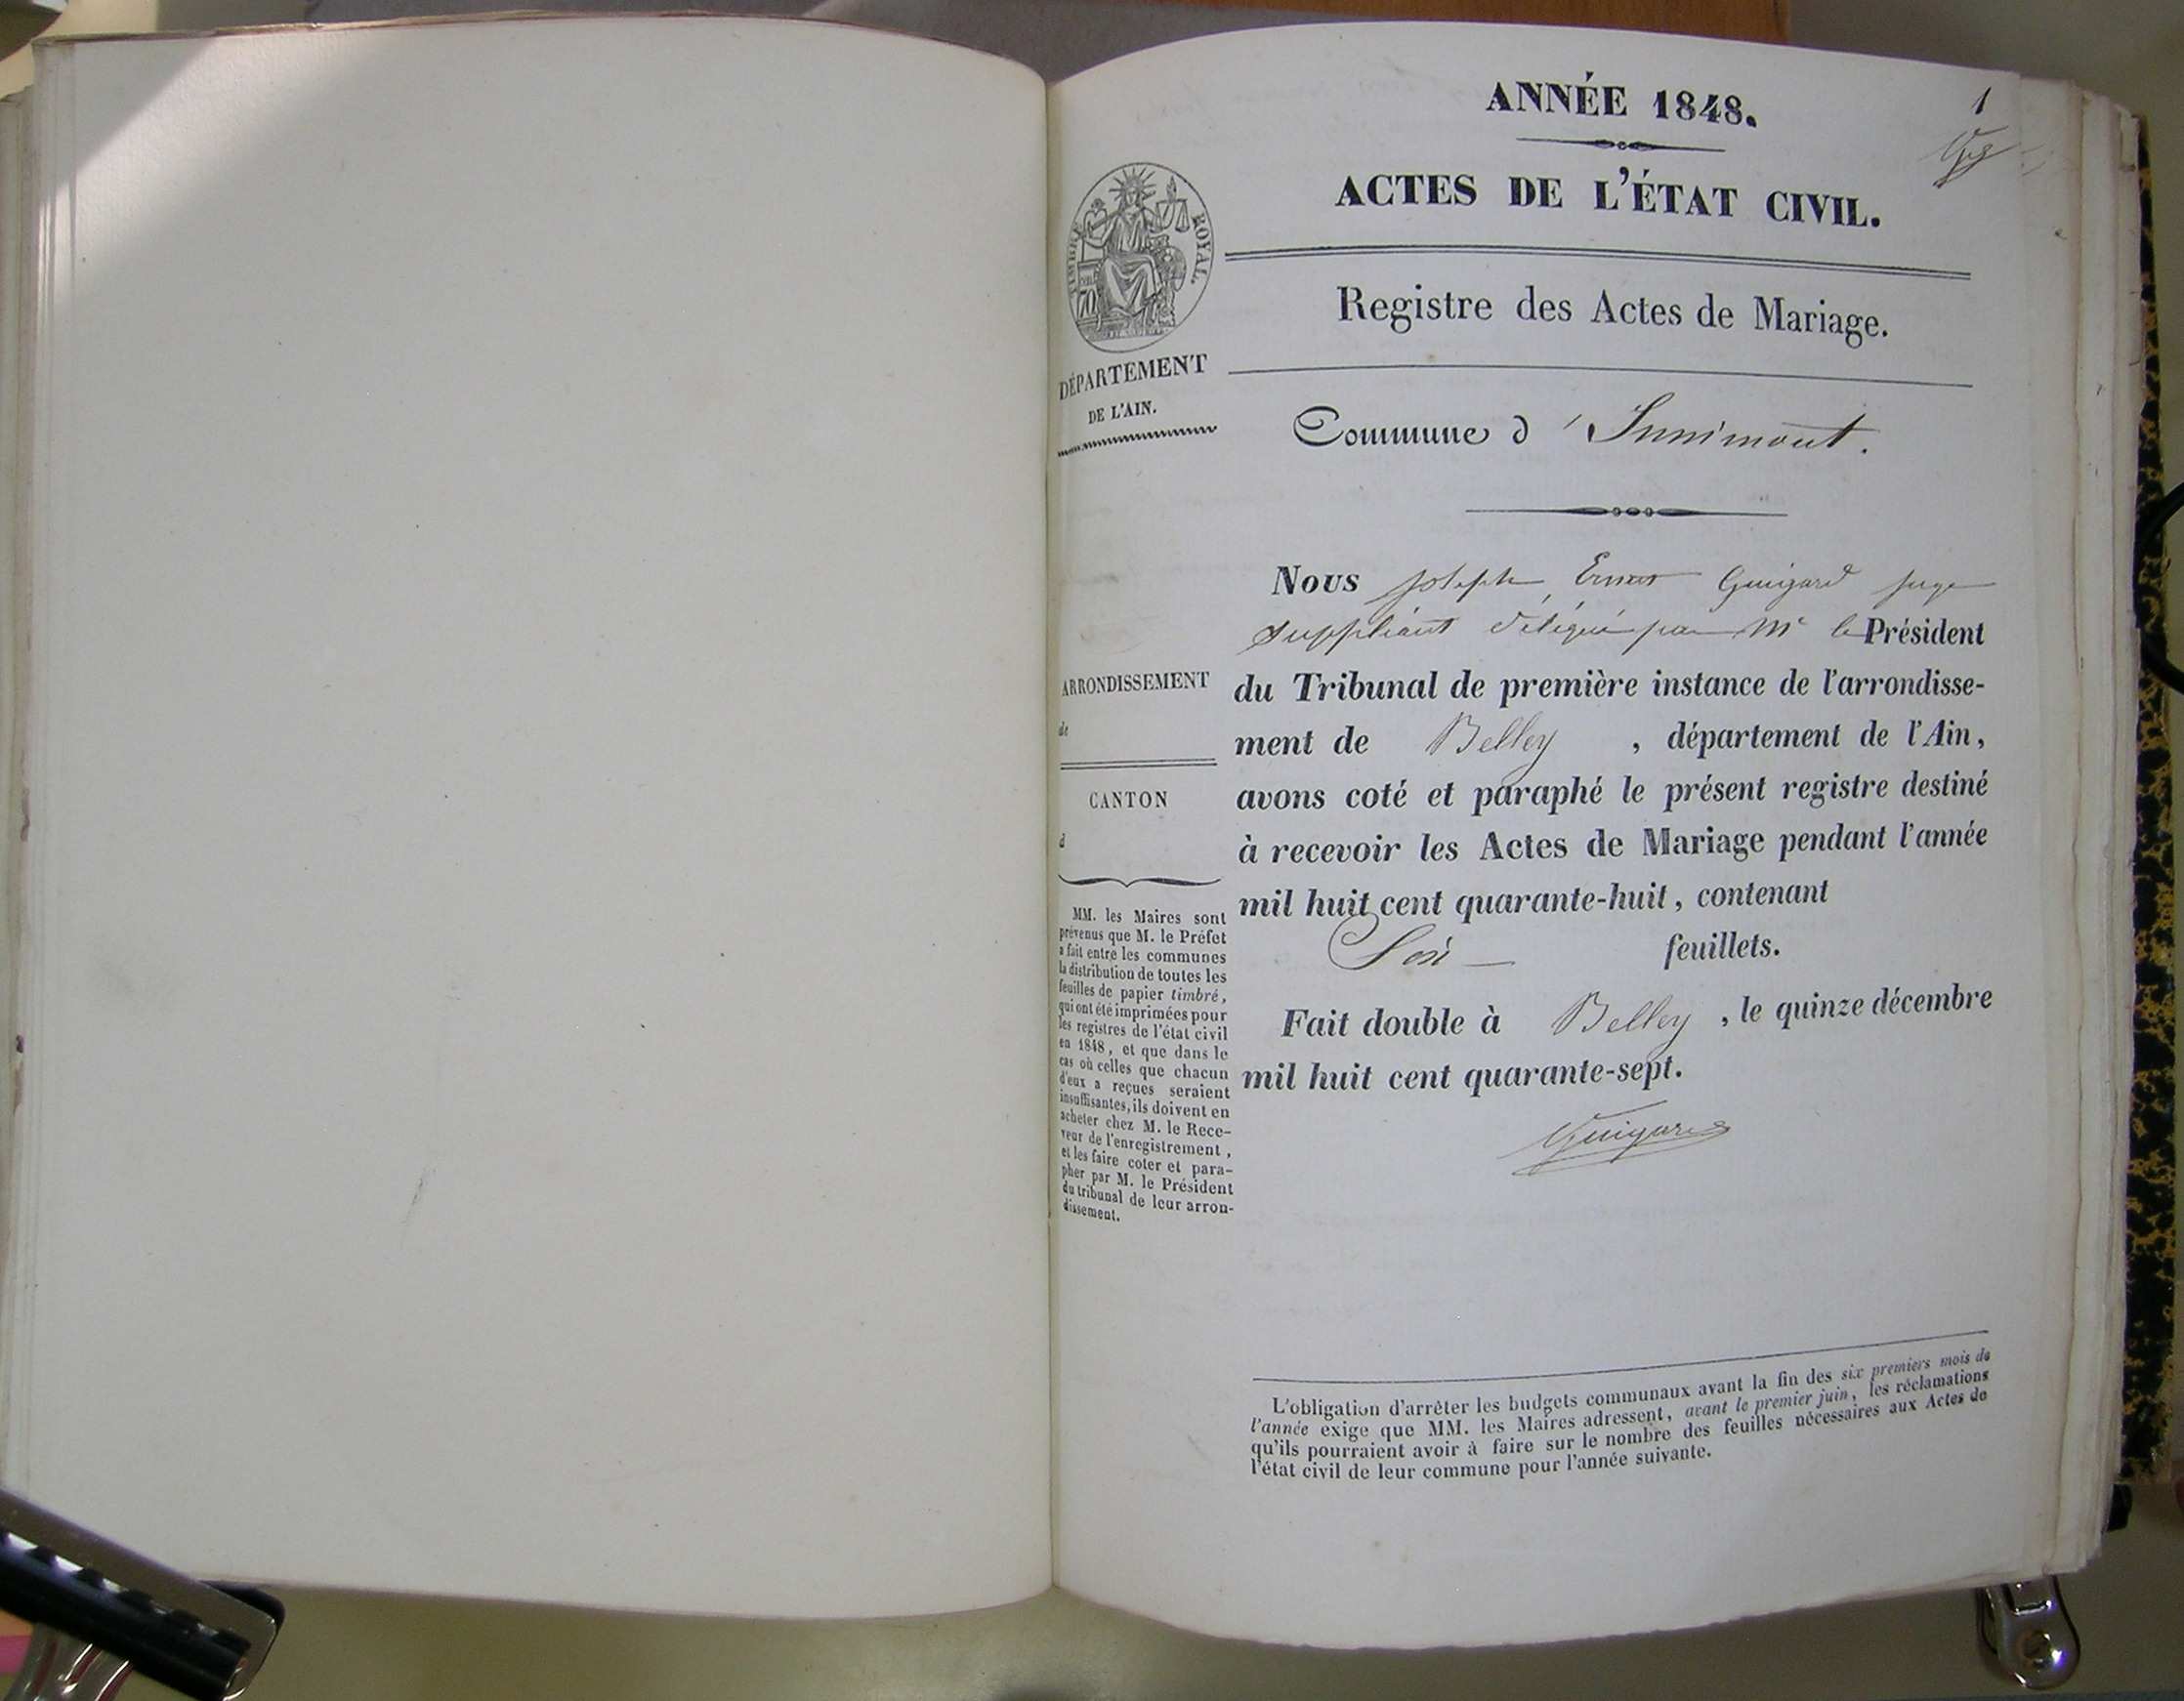 ANNÉE 1848.
1
ACTES DE L'ÉTAT CIVIL.
TIMBRE ROYAL.
70
Registre des Actes de Mariage.
DÉPARTEMENT
DE L'AIN.
Commune d'Innimont.
Nous Joseph Ernest Guigard juge
suppléant délégué par Mr le Président
du Tribunal de première instance de l'arrondisse-
ment de Belley, département de l'Ain,
avons coté et paraphé le présent registre destiné
à recevoir les Actes de Mariage pendant l'année
mil huit cent quarante-huit, contenant
Six feuillets.
Fait double à Belley, le quinze décembre
mil huit cent quarante-sept.
Guigard
ARRONDISSEMENT
de
CANTON
d
MM. les Maires sont
prévenus que M. le Préfet
a fait entre les communes
la distribution de toutes les
feuilles de papier timbré,
qui ont été imprimées pour
les registres de l'état civil
en 1848, et que dans le
cas où celles que chacun
d'eux a reçues seraient
insuffisantes, ils doivent en
acheter chez M. le Rece-
veur de l'enregistrement,
et les faire coter et para-
pher par M. le Président
du tribunal de leur arron-
dissement.
L'obligation d'arrêter les budgets communaux avant la fin des six premiers mois de
l'année exige que MM. les Maires adressent, avant le premier juin, les réclamations
qu'ils pourraient avoir à faire sur le nombre des feuilles nécessaires aux Actes de
l'état civil de leur commune pour l'année suivante.